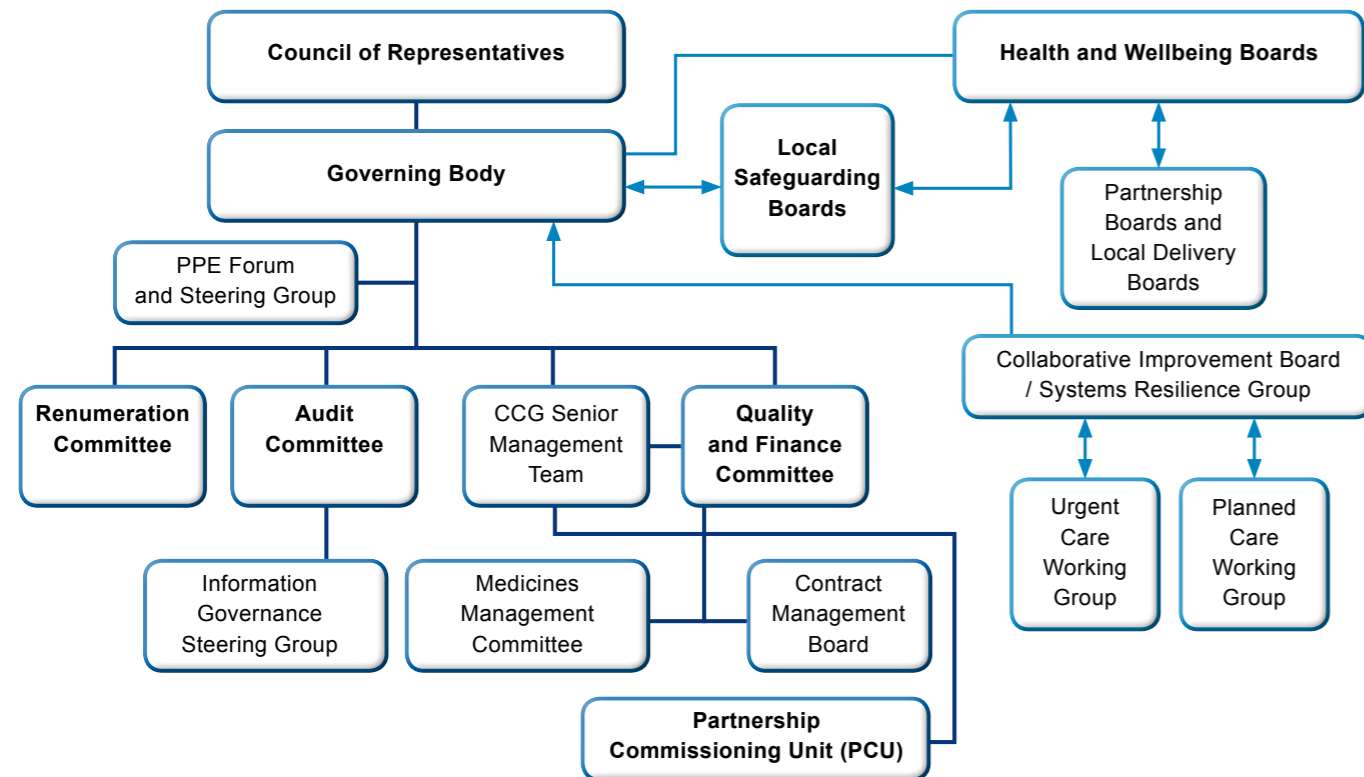 Council of Representatives
Health and Wellbeing Boards
Governing Body
Local
Safeguarding
Boards
Partnership
Boards and
Local Delivery
Boards
PPE Forum
and Steering Group
Collaborative Improvement Board
/ Systems Resilience Group
Renumeration
Committee
Audit
Committee
CCG Senior
Management
Team
Quality
and Finance
Committee
Urgent
Care
Working
Group
Planned
Care
Working
Group
Information
Governance
Steering Group
Medicines
Management
Committee
Contract
Management
Board
Partnership
Commissioning Unit (PCU)